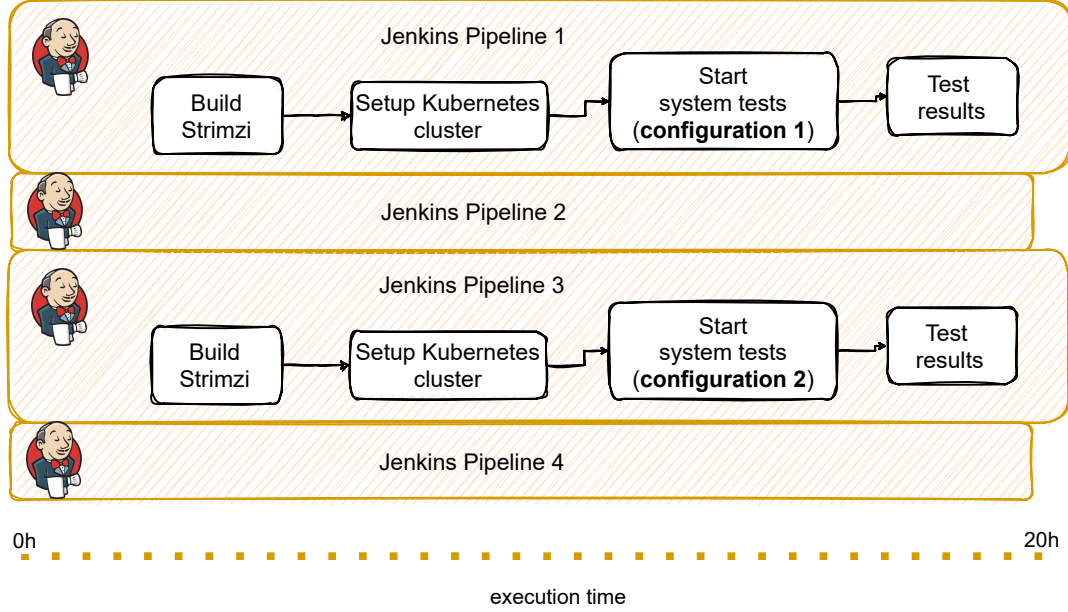 Jenkins Pipeline 1
Build
Strimzi
Setup Kubernetes
cluster
Start
system tests
(configuration 1)
Test
results
Jenkins Pipeline 2
Jenkins Pipeline 3
Build
Strimzi
Setup Kubernetes
cluster
Start
system tests
(configuration 2)
Test
results
Jenkins Pipeline 4
0h
20h
execution time